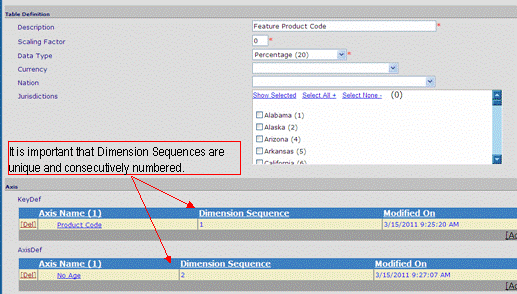 Table Definition
Description Feature Product Code *
Scaling Factor 0 *
Data Type Percentage (20) *
Currency
Nation
Jurisdictions Show Selected Select All + Select None - (0)
Alabama (1)
Alaska (2)
Arizona (4)
Arkansas (5)
California (6)
It is important that Dimension Sequences are
unique and consecutively numbered.
Axis
KeyDef
Axis Name (1) Dimension Sequence Modified On
[Del] Product Code 1 3/15/2011 9:25:20 AM
AxisDef
Axis Name (1) Dimension Sequence Modified On
[Del] No Age 2 3/15/2011 9:27:07 AM